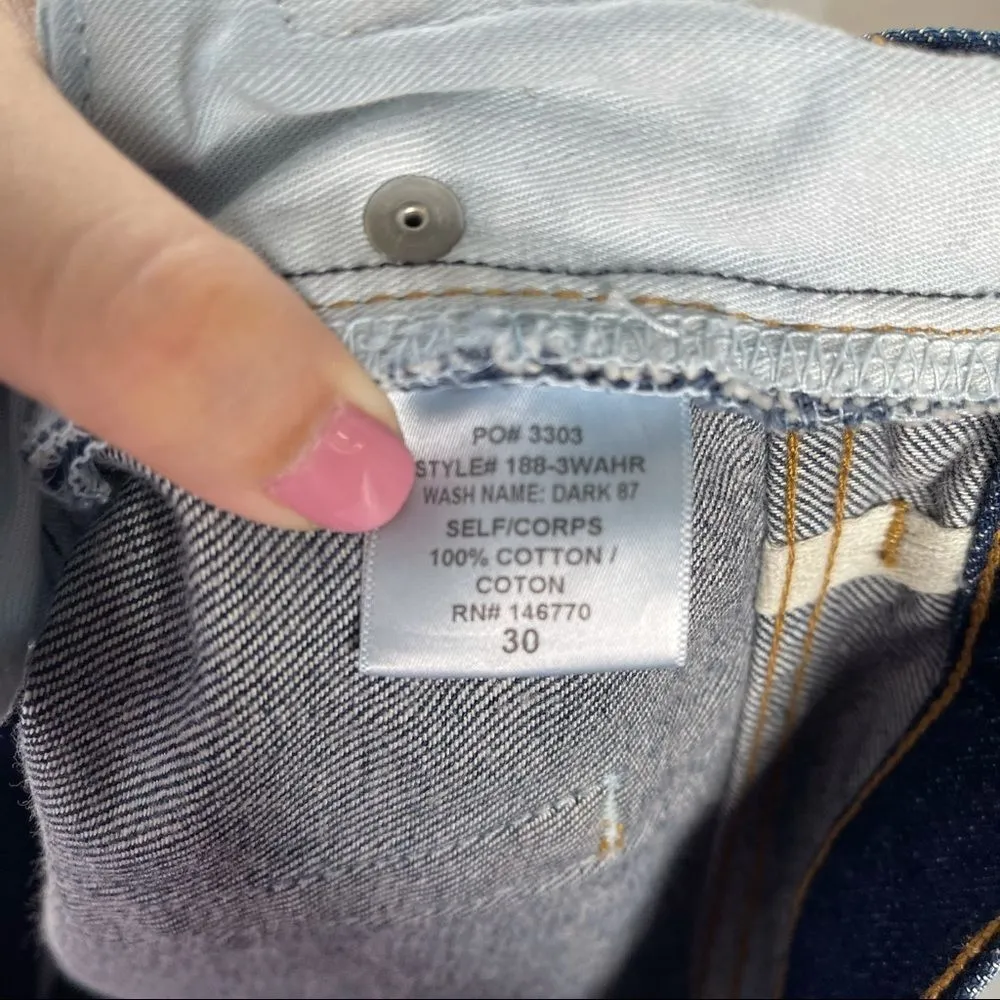 PO# 3303
STYLE# 188-3WAHR
WASH NAME: DARK 87
SELF/CORPS
100% COTTON /
COTON
RN# 146770
30